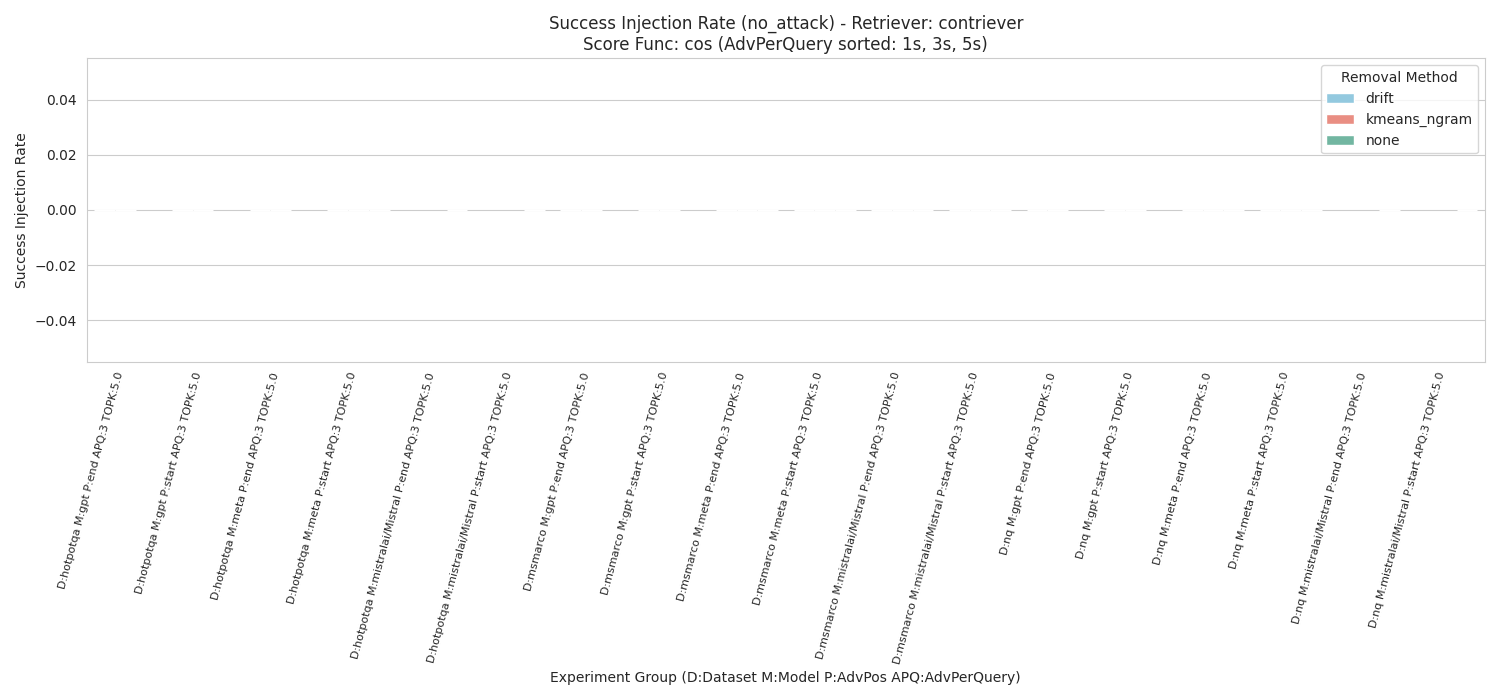 Success Injection Rate (no_attack) - Retriever: contriever
Score Func: cos (AdvPerQuery sorted: 1s, 3s, 5s)
Removal Method
drift
kmeans_ngram
none
Success Injection Rate
0.04
0.02
0.00
−0.02
−0.04
D:hotpotqa M:gpt P:end APQ:3 TOPK:5.0
D:hotpotqa M:gpt P:start APQ:3 TOPK:5.0
D:hotpotqa M:meta P:end APQ:3 TOPK:5.0
D:hotpotqa M:meta P:start APQ:3 TOPK:5.0
D:hotpotqa M:mistralai/Mistral P:end APQ:3 TOPK:5.0
D:hotpotqa M:mistralai/Mistral P:start APQ:3 TOPK:5.0
D:msmarco M:gpt P:end APQ:3 TOPK:5.0
D:msmarco M:gpt P:start APQ:3 TOPK:5.0
D:msmarco M:meta P:end APQ:3 TOPK:5.0
D:msmarco M:meta P:start APQ:3 TOPK:5.0
D:msmarco M:mistralai/Mistral P:end APQ:3 TOPK:5.0
D:msmarco M:mistralai/Mistral P:start APQ:3 TOPK:5.0
D:nq M:gpt P:end APQ:3 TOPK:5.0
D:nq M:gpt P:start APQ:3 TOPK:5.0
D:nq M:meta P:end APQ:3 TOPK:5.0
D:nq M:meta P:start APQ:3 TOPK:5.0
D:nq M:mistralai/Mistral P:end APQ:3 TOPK:5.0
D:nq M:mistralai/Mistral P:start APQ:3 TOPK:5.0
Experiment Group (D:Dataset M:Model P:AdvPos APQ:AdvPerQuery)